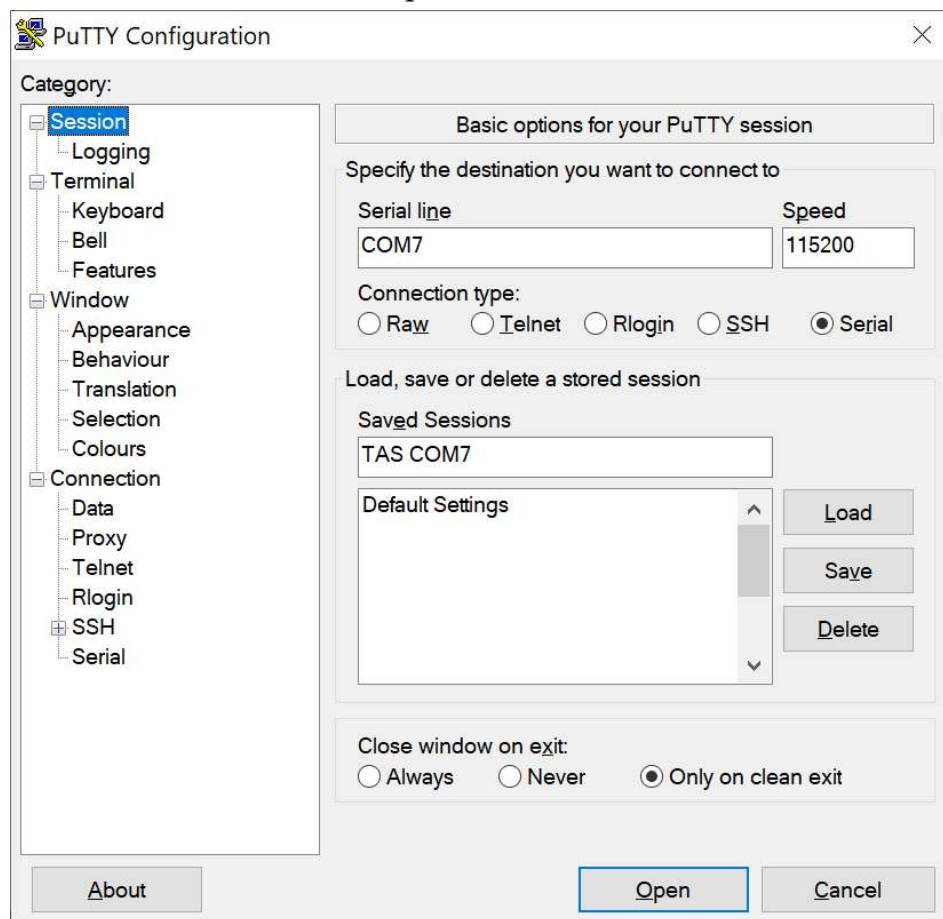 PuTTY Configuration
Category:
Session
Logging
Terminal
Keyboard
Bell
Features
Window
Appearance
Behaviour
Translation
Selection
Colours
Connection
Data
Proxy
Telnet
Rlogin
SSH
Serial
Basic options for your PuTTY session
Specify the destination you want to connect to
Serial line Speed
COM7 115200
Connection type:
Raw Telnet Rlogin SSH Serial
Load, save or delete a stored session
Saved Sessions
TAS COM7
Default Settings
Load
Save
Delete
Close window on exit:
Always Never Only on clean exit
About Open Cancel